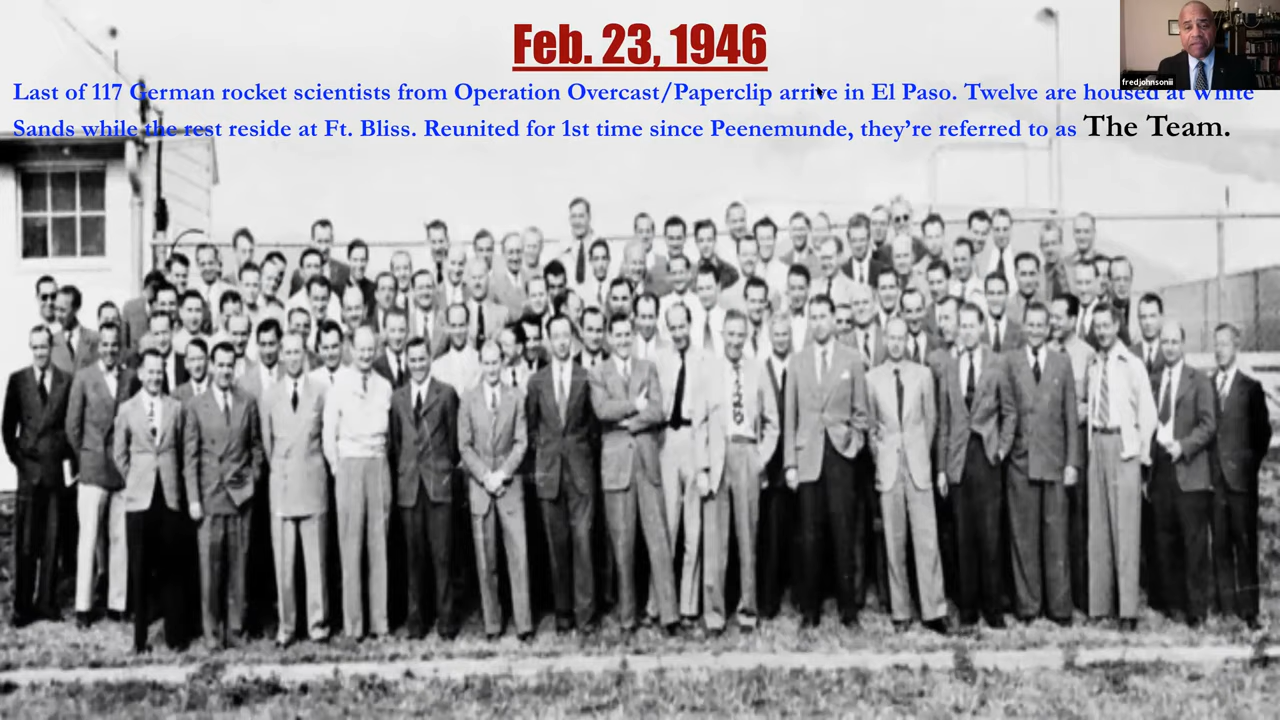 Feb. 23, 1946
fredjohnsoniii
Last of 117 German rocket scientists from Operation Overcast/Paperclip arrive in El Paso. Twelve are housed at White
Sands while the rest reside at Ft. Bliss. Reunited for 1st time since Peenemunde, they’re referred to as The Team.